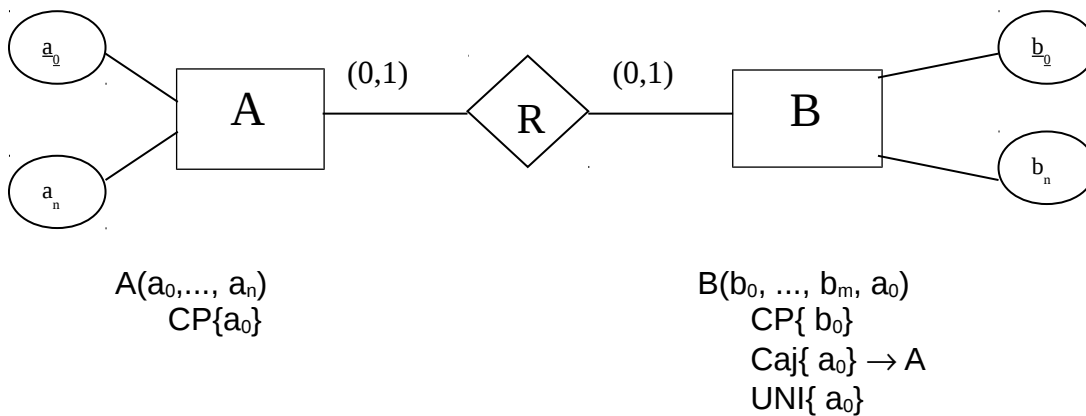 a₀
(0,1)
(0,1)
b₀
A
R
B
aₙ
bₙ
A(a₀,..., aₙ)
CP{a₀}
B(b₀, ..., bₘ, a₀)
CP{ b₀}
Caj{ a₀} → A
UNI{ a₀}